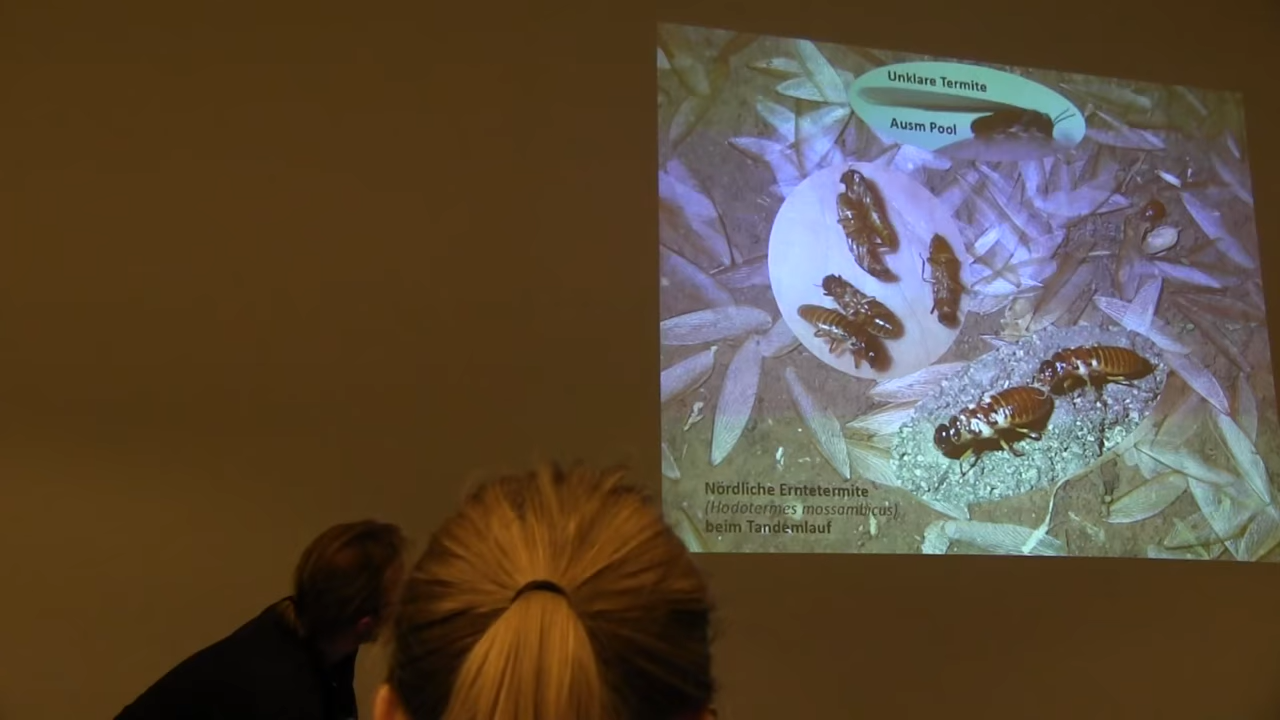 Unklare Termite
Ausm Pool
Nördliche Erntetermite
(Hodotermes mossambicus)
beim Tandemlauf